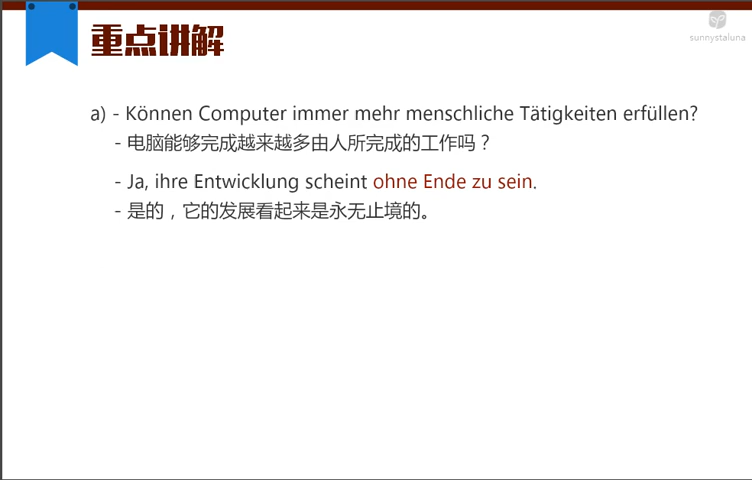 重点讲解
sunnystaluna
a) - Können Computer immer mehr menschliche Tätigkeiten erfüllen?
- 电脑能够完成越来越多由人所完成的工作吗？
- Ja, ihre Entwicklung scheint ohne Ende zu sein.
- 是的，它的发展看起来是永无止境的。